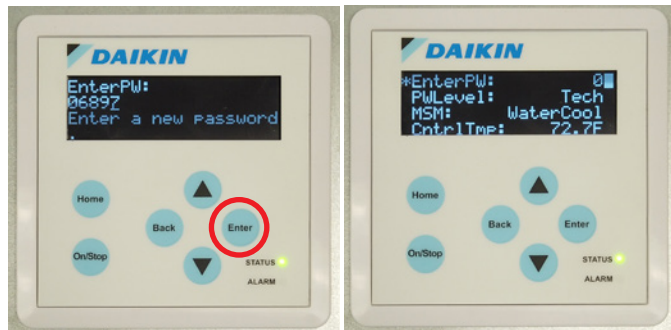 DAIKIN
EnterPW:
06897
Enter a new password
Home
Back
Enter
On/Stop
STATUS
ALARM
DAIKIN
*EnterPW: 0
PWLevel: Tech
MSM: WaterCool
CntrlTmp: 72.7F
Home
Back
Enter
On/Stop
STATUS
ALARM